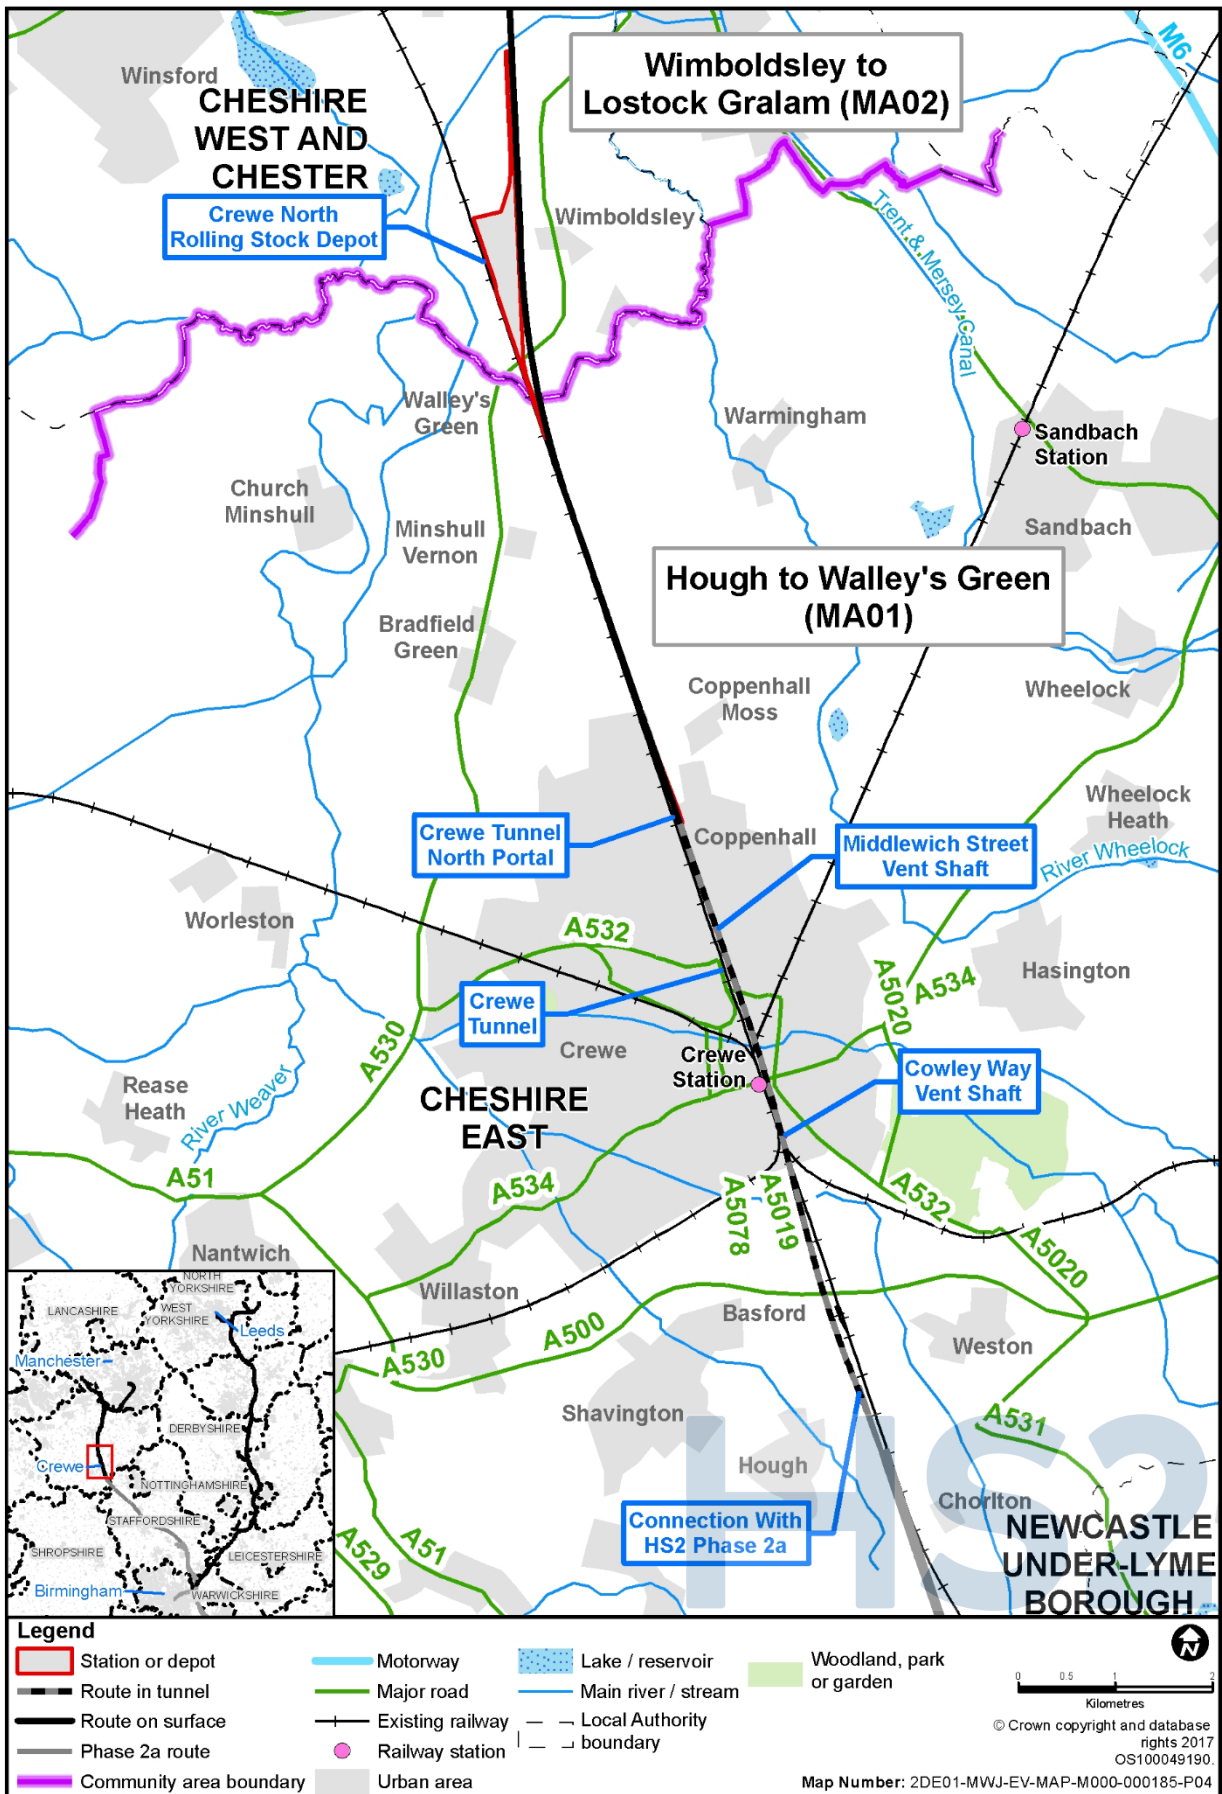 M6
Wimboldsley to
Lostock Gralam (MA02)
Winsford
CHESHIRE
WEST AND
CHESTER
Crewe North
Rolling Stock Depot
Wimboldsley
Trent & Mersey Canal
Walley's
Green
Warmingham
Sandbach
Station
Church
Minshull
Minshull
Vernon
Sandbach
Hough to Walley's Green
(MA01)
Bradfield
Green
Coppenhall
Moss
Wheelock
Wheelock
Heath
Crewe Tunnel
North Portal
Coppenhall
Middlewich Street
Vent Shaft
River Wheelock
Worleston
A532
A5020
A534
Hasington
Crewe
Tunnel
A530
Crewe
Crewe
Station
Cowley Way
Vent Shaft
Rease
Heath
River Weaver
CHESHIRE
EAST
A51
A534
A5078
A5019
A532
A5020
Nantwich
Willaston
Basford
A500
Weston
A530
Shavington
A531
Hough
HS2
Chorlton
Connection With
HS2 Phase 2a
NEWCASTLE
UNDER-LYME
BOROUGH
A51
A529
NORTH
YORKSHIRE
LANCASHIRE
WEST
YORKSHIRE
Leeds
Manchester
DERBYSHIRE
Crewe
NOTTINGHAMSHIRE
STAFFORDSHIRE
SHROPSHIRE
LEICESTERSHIRE
Birmingham
WARWICKSHIRE
Legend
Station or depot
Route in tunnel
Route on surface
Phase 2a route
Community area boundary
Motorway
Major road
Existing railway
Railway station
Urban area
Lake / reservoir
Main river / stream
Local Authority
boundary
Woodland, park
or garden
N
0 0.5 1 2
Kilometres
© Crown copyright and database
rights 2017
OS100049190.
Map Number: 2DE01-MWJ-EV-MAP-M000-000185-P04